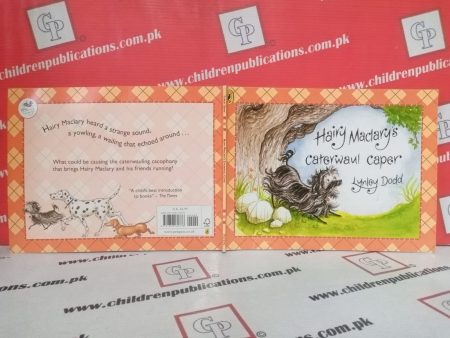 www.childrenpublications.com.pk
GP
GP
Hairy Maclary heard a strange sound,
a yowling, a wailing that echoed around . . .
What could be causing the caterwauling cacophony
that brings Hairy Maclary and his friends running?
"A child's best introduction
to books" – The Times
Hairy Maclary's
caterwaul caper
Lynley Dodd
www.childrenpublications.com.pk
GP
www.childrenpublications.com.pk